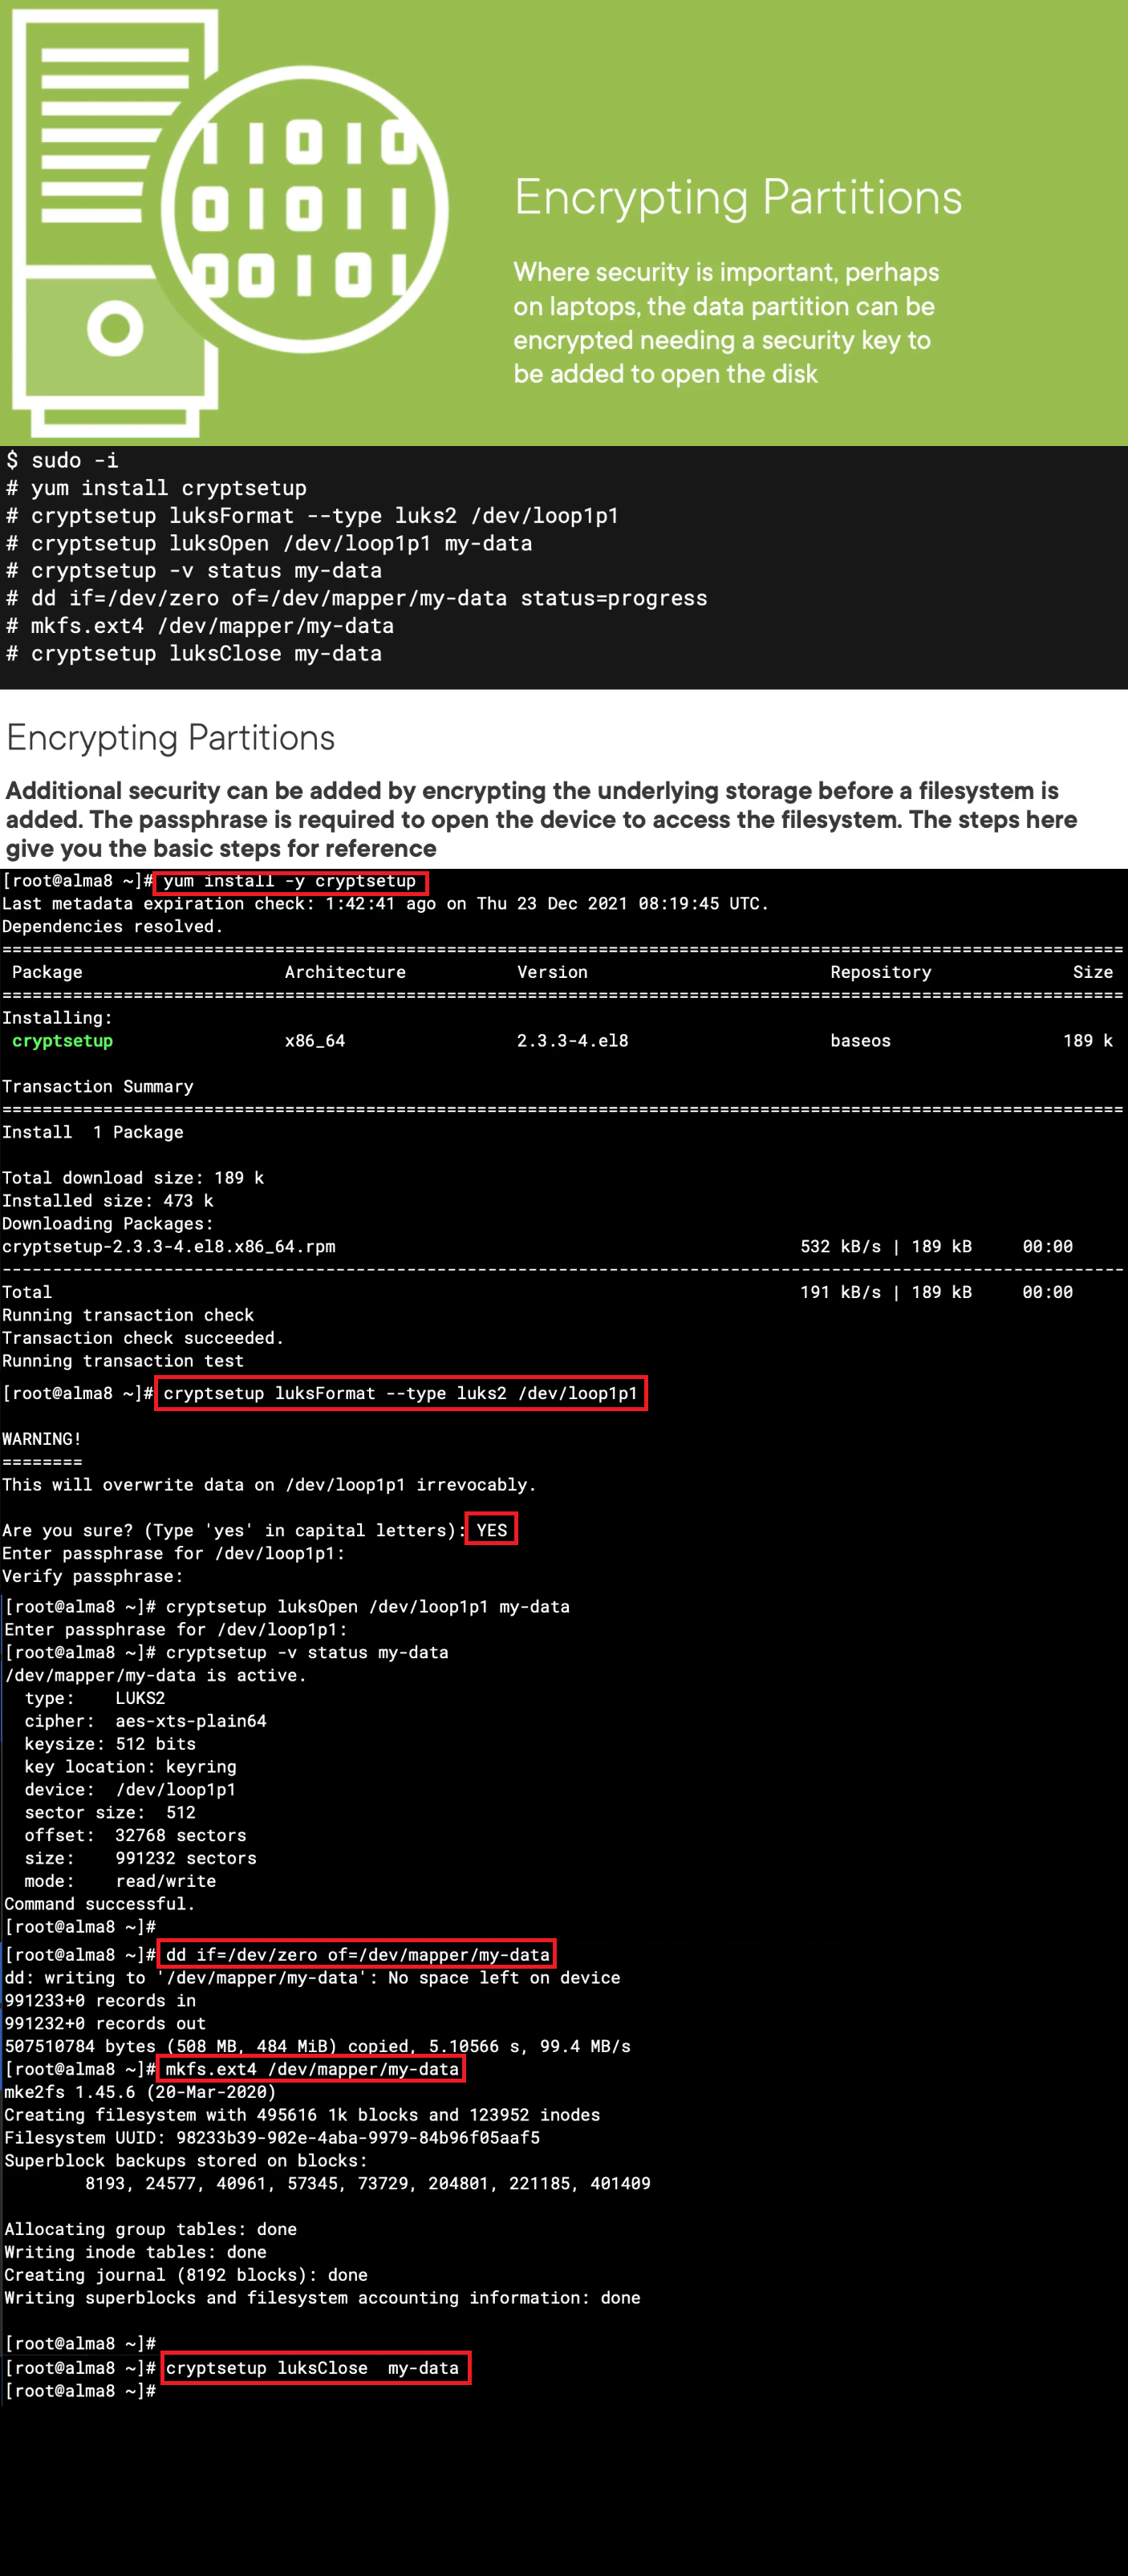 11010
01011
00101
Encrypting Partitions
Where security is important, perhaps
on laptops, the data partition can be
encrypted needing a security key to
be added to open the disk
$ sudo -i
# yum install cryptsetup
# cryptsetup luksFormat --type luks2 /dev/loop1p1
# cryptsetup luksOpen /dev/loop1p1 my-data
# cryptsetup -v status my-data
# dd if=/dev/zero of=/dev/mapper/my-data status=progress
# mkfs.ext4 /dev/mapper/my-data
# cryptsetup luksClose my-data
Encrypting Partitions
Additional security can be added by encrypting the underlying storage before a filesystem is
added. The passphrase is required to open the device to access the filesystem. The steps here
give you the basic steps for reference
[root@alma8 ~]# yum install -y cryptsetup
Last metadata expiration check: 1:42:41 ago on Thu 23 Dec 2021 08:19:45 UTC.
Dependencies resolved.
================================================================================
Package Architecture Version Repository Size
================================================================================
Installing:
cryptsetup x86_64 2.3.3-4.el8 baseos 189 k
Transaction Summary
================================================================================
Install 1 Package
Total download size: 189 k
Installed size: 473 k
Downloading Packages:
cryptsetup-2.3.3-4.el8.x86_64.rpm 532 kB/s | 189 kB 00:00
--------------------------------------------------------------------------------
Total 191 kB/s | 189 kB 00:00
Running transaction check
Transaction check succeeded.
Running transaction test
[root@alma8 ~]# cryptsetup luksFormat --type luks2 /dev/loop1p1
WARNING!
========
This will overwrite data on /dev/loop1p1 irrevocably.
Are you sure? (Type 'yes' in capital letters): YES
Enter passphrase for /dev/loop1p1:
Verify passphrase:
[root@alma8 ~]# cryptsetup luksOpen /dev/loop1p1 my-data
Enter passphrase for /dev/loop1p1:
[root@alma8 ~]# cryptsetup -v status my-data
/dev/mapper/my-data is active.
type: LUKS2
cipher: aes-xts-plain64
keysize: 512 bits
key location: keyring
device: /dev/loop1p1
sector size: 512
offset: 32768 sectors
size: 991232 sectors
mode: read/write
Command successful.
[root@alma8 ~]#
[root@alma8 ~]# dd if=/dev/zero of=/dev/mapper/my-data
dd: writing to '/dev/mapper/my-data': No space left on device
991233+0 records in
991232+0 records out
507510784 bytes (508 MB, 484 MiB) copied, 5.10566 s, 99.4 MB/s
[root@alma8 ~]# mkfs.ext4 /dev/mapper/my-data
mke2fs 1.45.6 (20-Mar-2020)
Creating filesystem with 495616 1k blocks and 123952 inodes
Filesystem UUID: 98233b39-902e-4aba-9979-84b96f05aaf5
Superblock backups stored on blocks:
8193, 24577, 40961, 57345, 73729, 204801, 221185, 401409
Allocating group tables: done
Writing inode tables: done
Creating journal (8192 blocks): done
Writing superblocks and filesystem accounting information: done
[root@alma8 ~]#
[root@alma8 ~]# cryptsetup luksClose  my-data
[root@alma8 ~]#